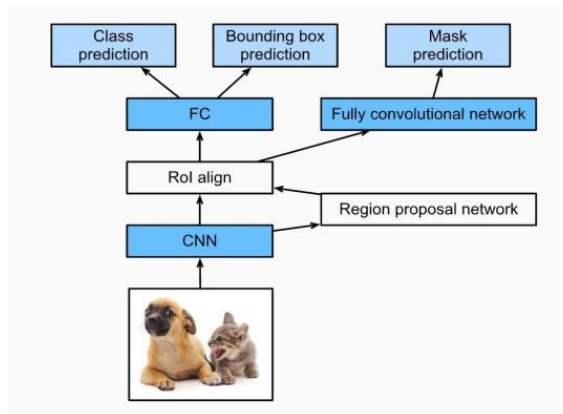 Class
prediction
Bounding box
prediction
Mask
prediction
FC
Fully convolutional network
RoI align
Region proposal network
CNN